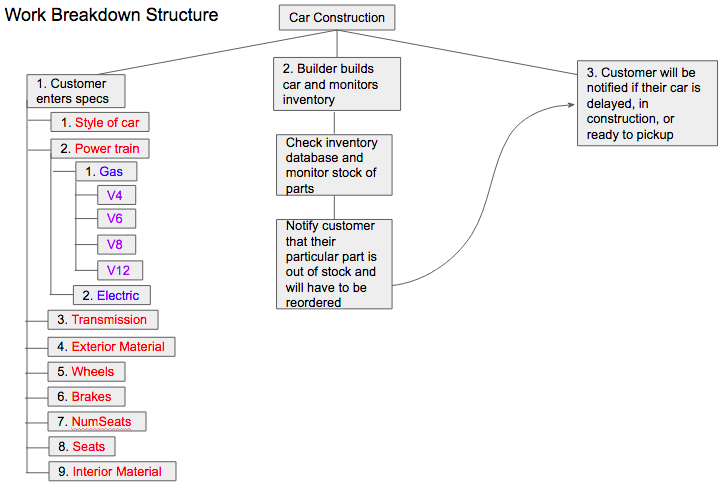 Work Breakdown Structure
Car Construction
1. Customer
enters specs
1. Style of car
2. Power train
1. Gas
V4
V6
V8
V12
2. Electric
3. Transmission
4. Exterior Material
5. Wheels
6. Brakes
7. NumSeats
8. Seats
9. Interior Material
2. Builder builds
car and monitors
inventory
Check inventory
database and
monitor stock of
parts
Notify customer
that their
particular part is
out of stock and
will have to be
reordered
3. Customer will be
notified if their car is
delayed, in
construction, or
ready to pickup